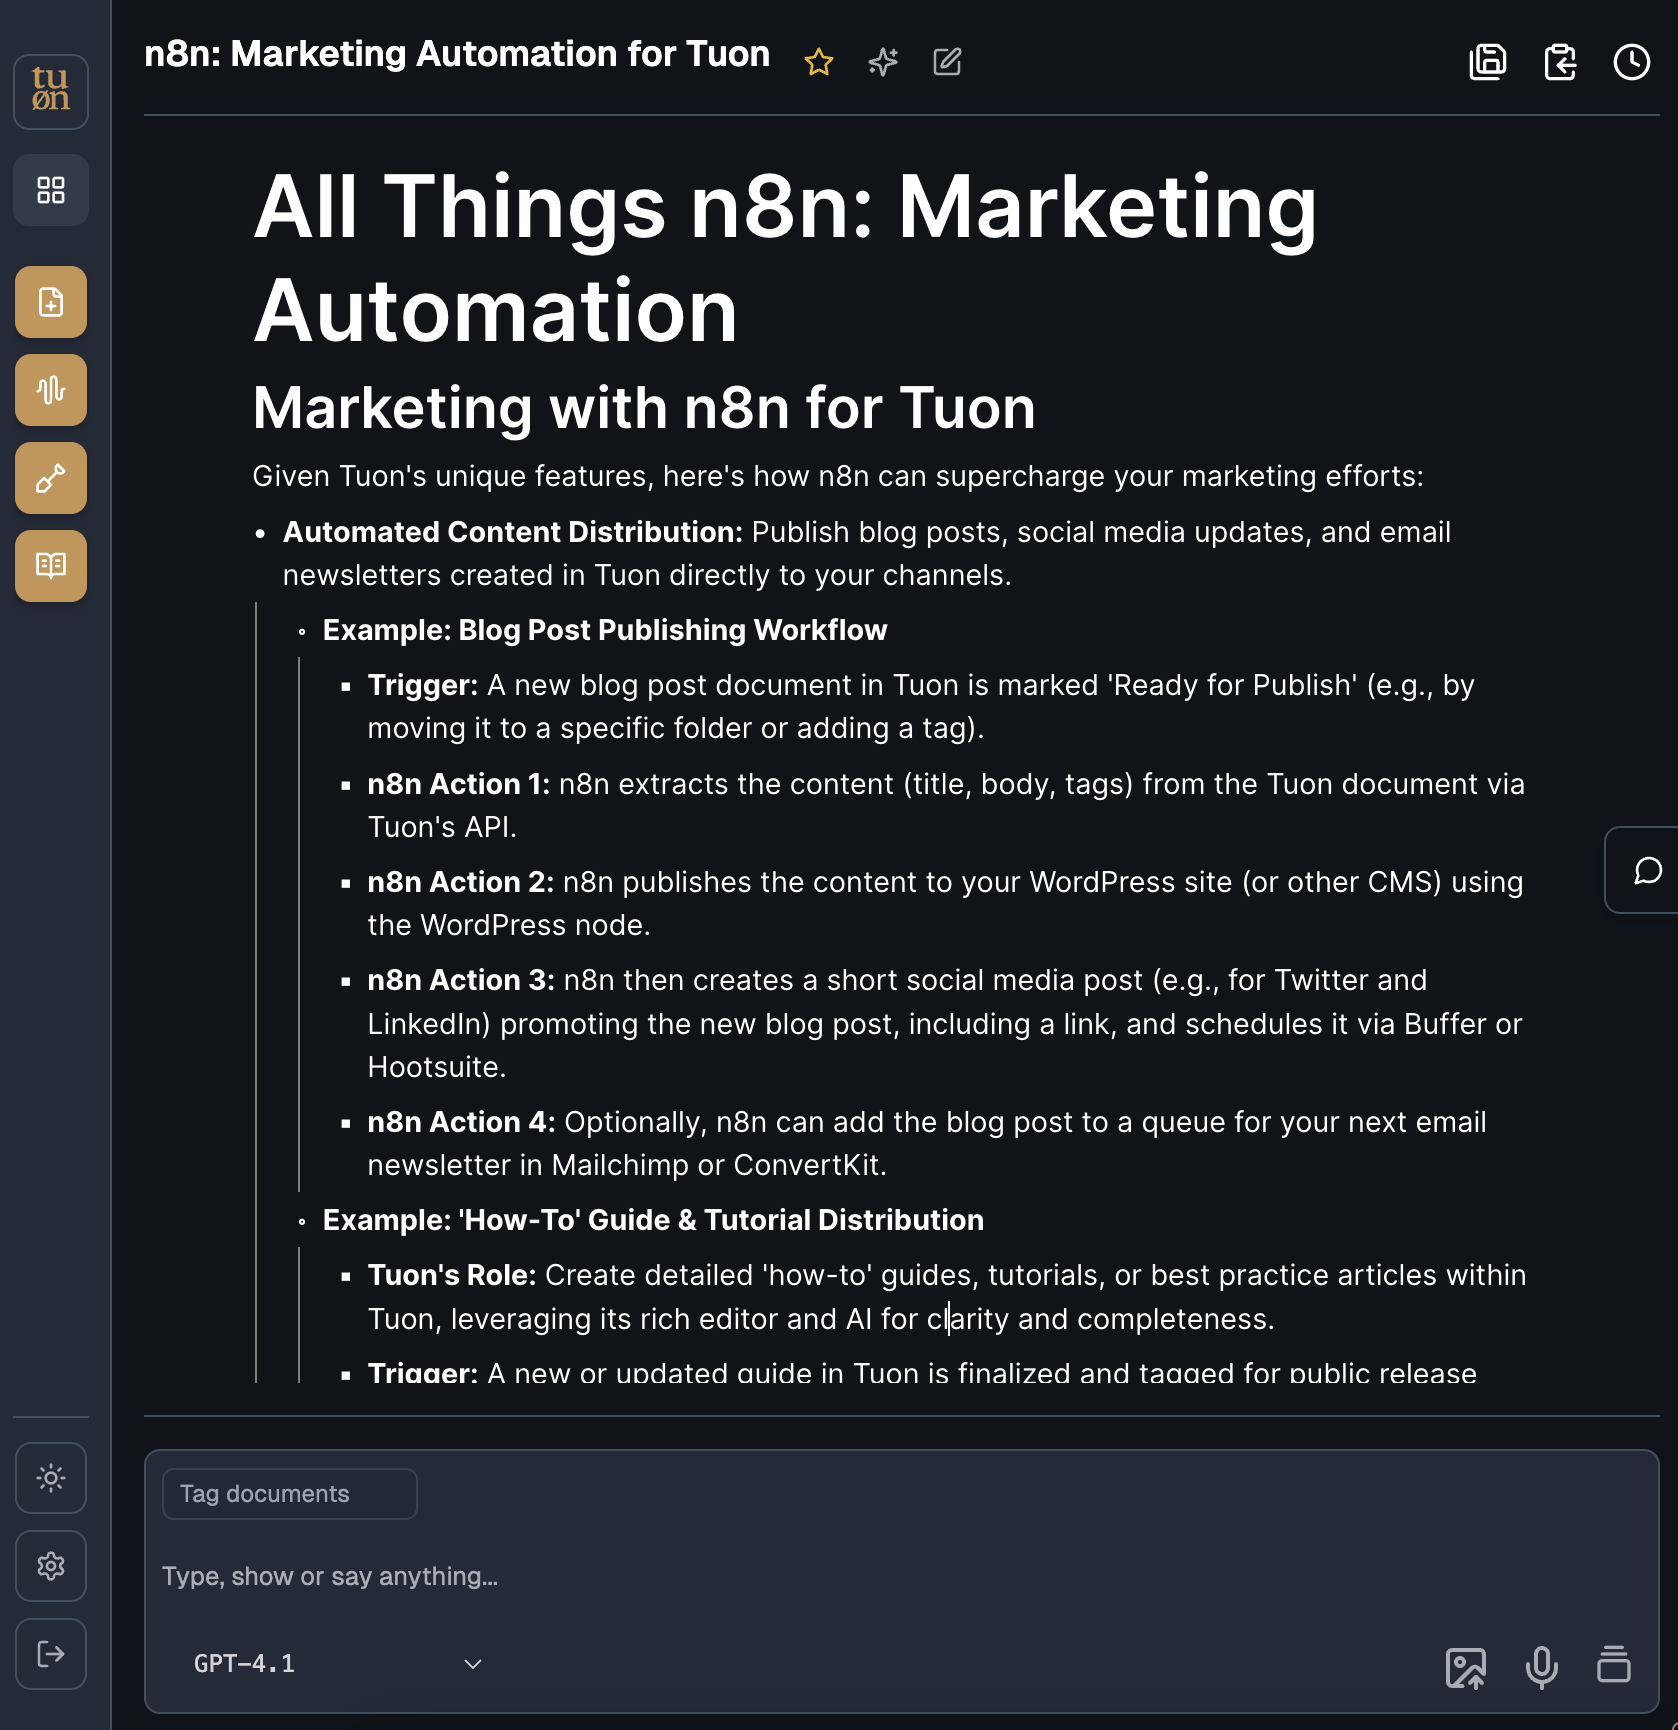 tu
øn
n8n: Marketing Automation for Tuon
All Things n8n: Marketing
Automation
Marketing with n8n for Tuon
Given Tuon's unique features, here's how n8n can supercharge your marketing efforts:
• Automated Content Distribution: Publish blog posts, social media updates, and email
newsletters created in Tuon directly to your channels.
◦ Example: Blog Post Publishing Workflow
▪ Trigger: A new blog post document in Tuon is marked 'Ready for Publish' (e.g., by
moving it to a specific folder or adding a tag).
▪ n8n Action 1: n8n extracts the content (title, body, tags) from the Tuon document via
Tuon's API.
▪ n8n Action 2: n8n publishes the content to your WordPress site (or other CMS) using
the WordPress node.
▪ n8n Action 3: n8n then creates a short social media post (e.g., for Twitter and
LinkedIn) promoting the new blog post, including a link, and schedules it via Buffer or
Hootsuite.
▪ n8n Action 4: Optionally, n8n can add the blog post to a queue for your next email
newsletter in Mailchimp or ConvertKit.
◦ Example: 'How-To' Guide & Tutorial Distribution
▪ Tuon's Role: Create detailed 'how-to' guides, tutorials, or best practice articles within
Tuon, leveraging its rich editor and AI for clarity and completeness.
▪ Trigger: A new or updated guide in Tuon is finalized and tagged for public release
Tag documents
Type, show or say anything...
GPT-4.1